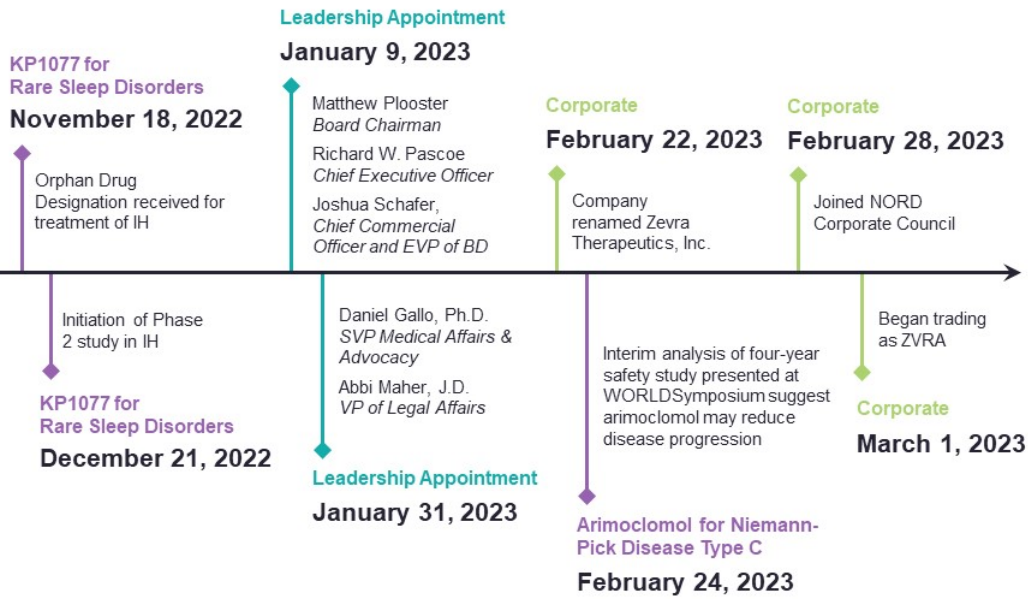 KP1077 for
Rare Sleep Disorders
November 18, 2022
Orphan Drug
Designation received for
treatment of IH
Initiation of Phase
2 study in IH
KP1077 for
Rare Sleep Disorders
December 21, 2022
Leadership Appointment
January 9, 2023
Matthew Plooster
Board Chairman
Richard W. Pascoe
Chief Executive Officer
Joshua Schafer,
Chief Commercial
Officer and EVP of BD
Daniel Gallo, Ph.D.
SVP Medical Affairs &
Advocacy
Abbi Maher, J.D.
VP of Legal Affairs
Leadership Appointment
January 31, 2023
Corporate
February 22, 2023
Company
renamed Zevra
Therapeutics, Inc.
Interim analysis of four-year
safety study presented at
WORLDSymposium suggest
arimoclomol may reduce
disease progression
Arimoclomol for Niemann-
Pick Disease Type C
February 24, 2023
Corporate
February 28, 2023
Joined NORD
Corporate Council
Began trading
as ZVRA
Corporate
March 1, 2023